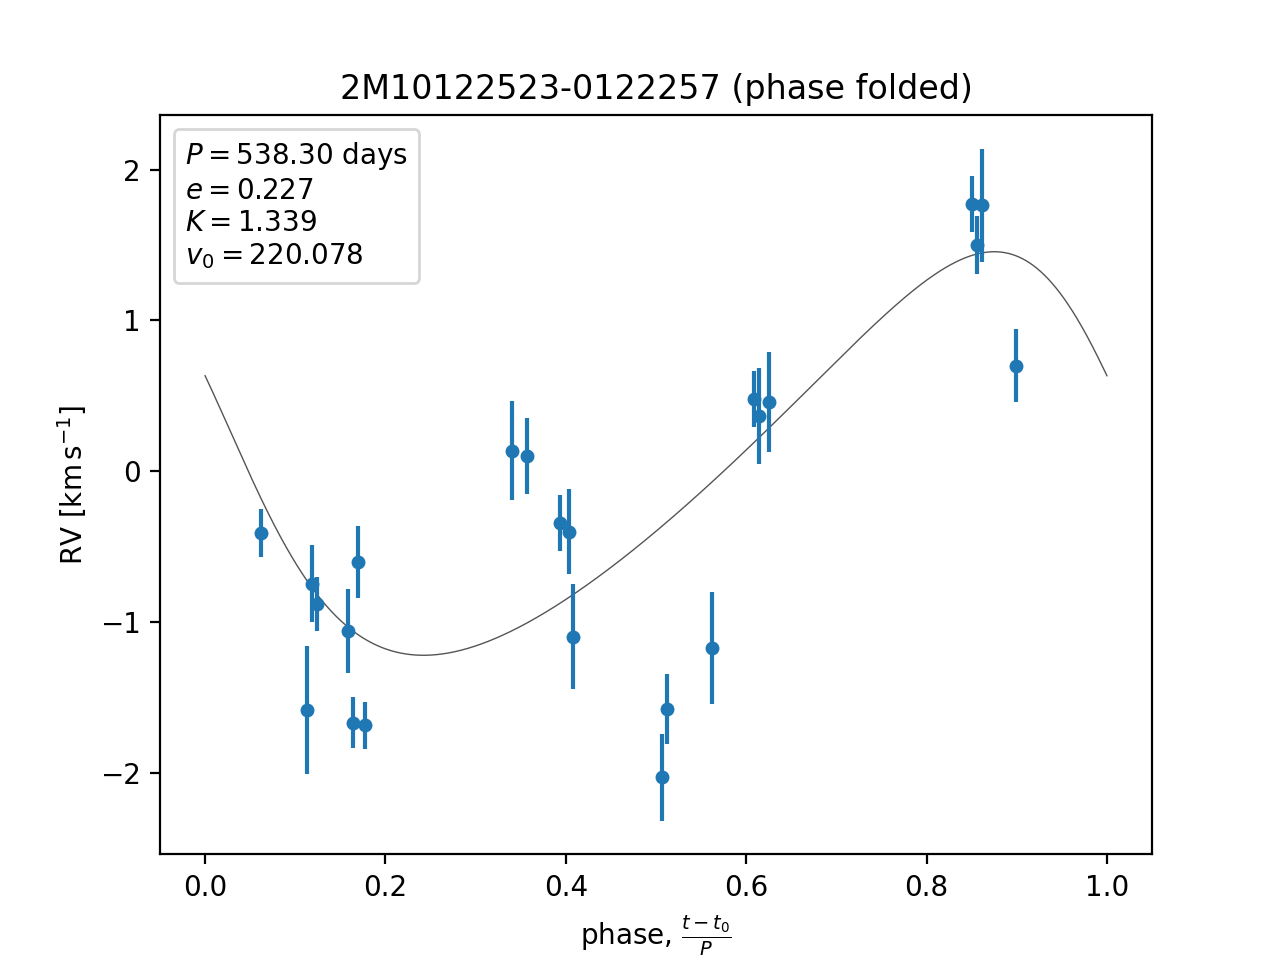 2M10122523-0122257 (phase folded)
P = 538.30 days
e = 0.227
K = 1.339
v₀ = 220.078
2
1
0
−1
−2
RV [km s⁻¹]
0.0 0.2 0.4 0.6 0.8 1.0
phase, (t − t₀)/P